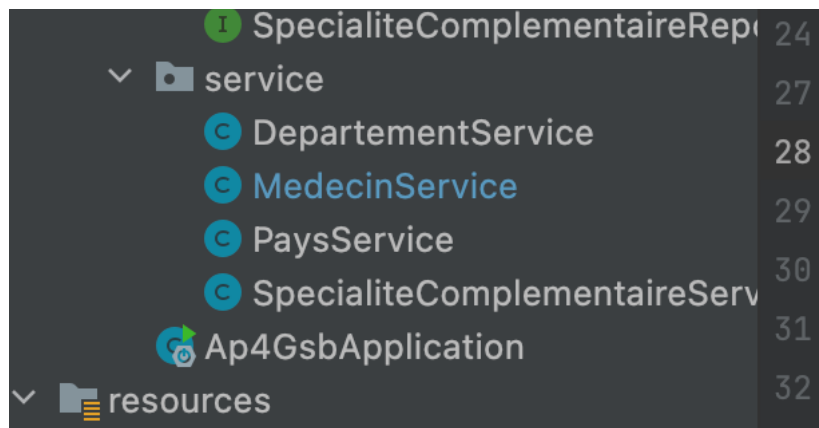 SpecialiteComplementaireRepo 24
service 27
DepartementService 28
MedecinService 29
PaysService 30
SpecialiteComplementaireServ 31
Ap4GsbApplication 32
resources